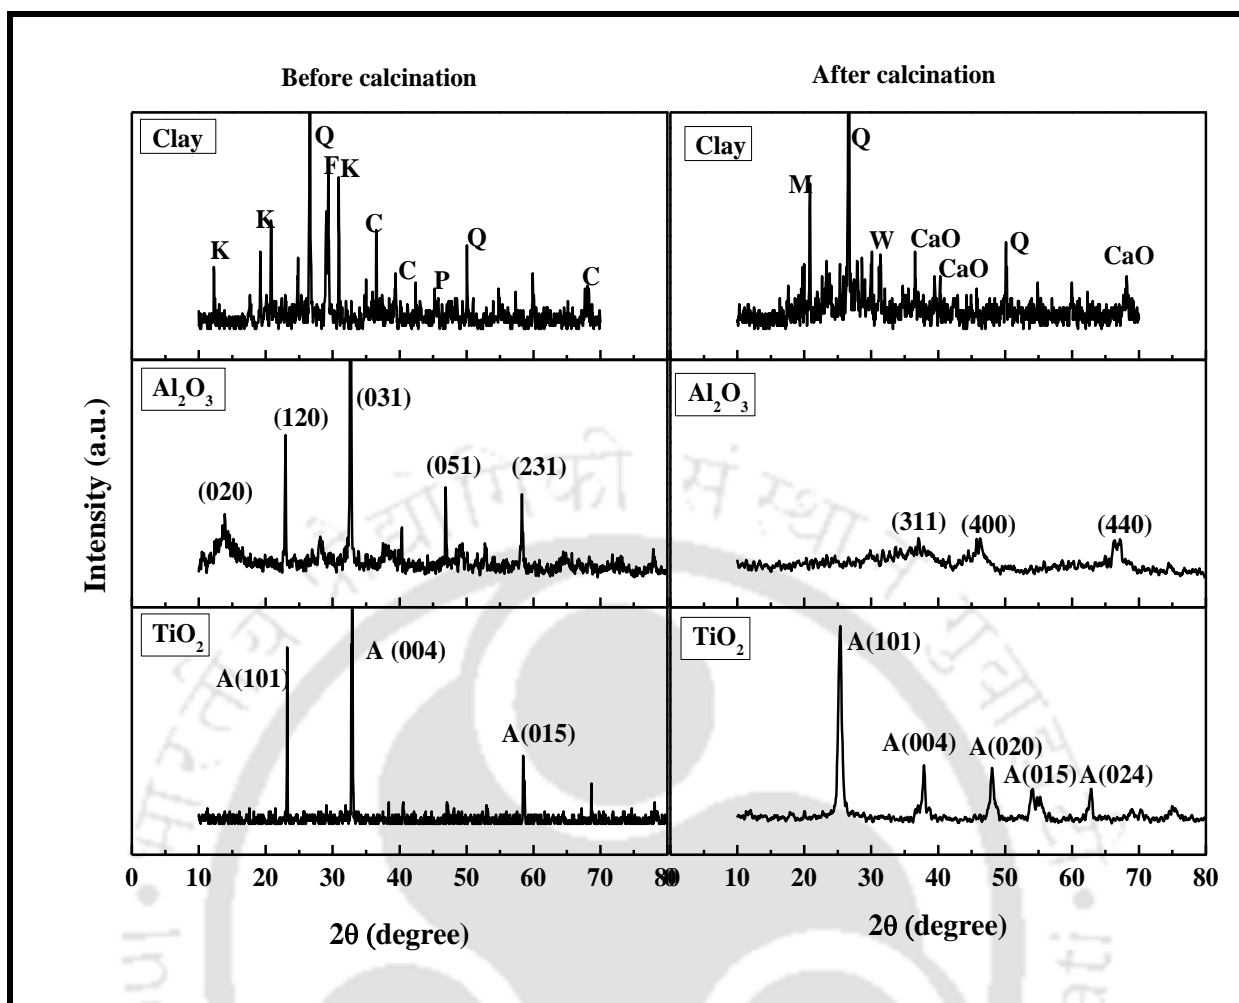 Before calcination
After calcination
Clay
K
K
Q
F
K
C
C
P
Q
C
Clay
M
Q
W
CaO
CaO
Q
CaO
Al₂O₃
(020)
(120)
(031)
(051)
(231)
Al₂O₃
(311)
(400)
(440)
TiO₂
A(101)
A (004)
A(015)
TiO₂
A(101)
A(004)
A(020)
A(015)
A(024)
Intensity (a.u.)
0 10 20 30 40 50 60 70 80
0 10 20 30 40 50 60 70 80
2θ (degree)
2θ (degree)